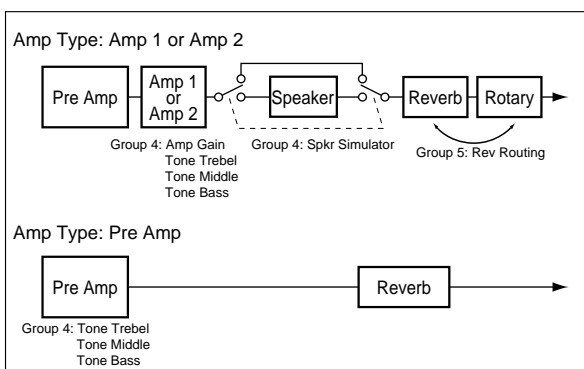 Amp Type: Amp 1 or Amp 2
Pre Amp
Amp 1
or
Amp 2
Speaker
Reverb
Rotary
Group 4: Amp Gain
Tone Trebel
Tone Middle
Tone Bass
Group 4: Spkr Simulator
Group 5: Rev Routing
Amp Type: Pre Amp
Pre Amp
Reverb
Group 4: Tone Trebel
Tone Middle
Tone Bass